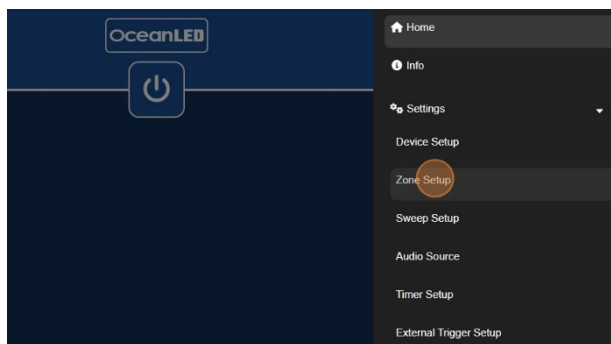 OceanLED
Home
Info
Settings
Device Setup
Zone Setup
Sweep Setup
Audio Source
Timer Setup
External Trigger Setup